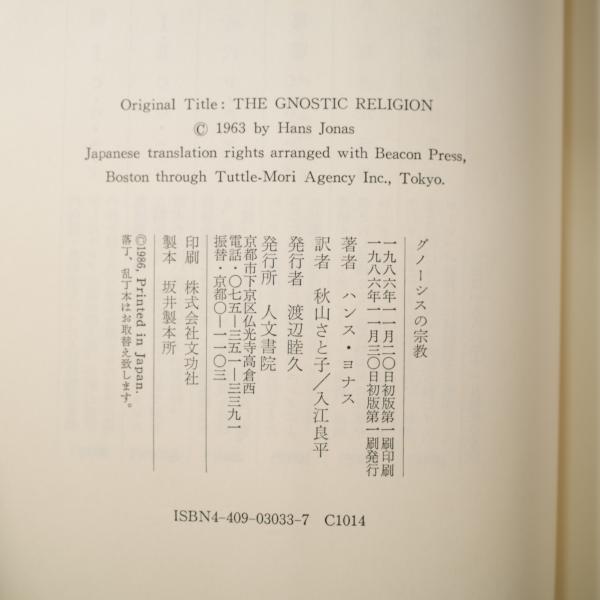 Original Title: THE GNOSTIC RELIGION
© 1963 by Hans Jonas
Japanese translation rights arranged with Beacon Press,
Boston through Tuttle-Mori Agency Inc., Tokyo.
グノーシスの宗教
一九八六年一一月二〇日初版第一刷印刷
一九八六年一一月三〇日初版第一刷発行
著者 ハンス・ヨナス
訳者 秋山さと子/入江良平
発行者 渡辺睦久
発行所 人文書院
京都市下京区仏光寺高倉西
電話・〇七五―三五一―三三九一
振替・京都〇―一一〇三
印刷 株式会社文功社
製本 坂井製本所
©1986, Printed in Japan.
落丁、乱丁本はお取替え致します。
ISBN4-409-03033-7 C1014